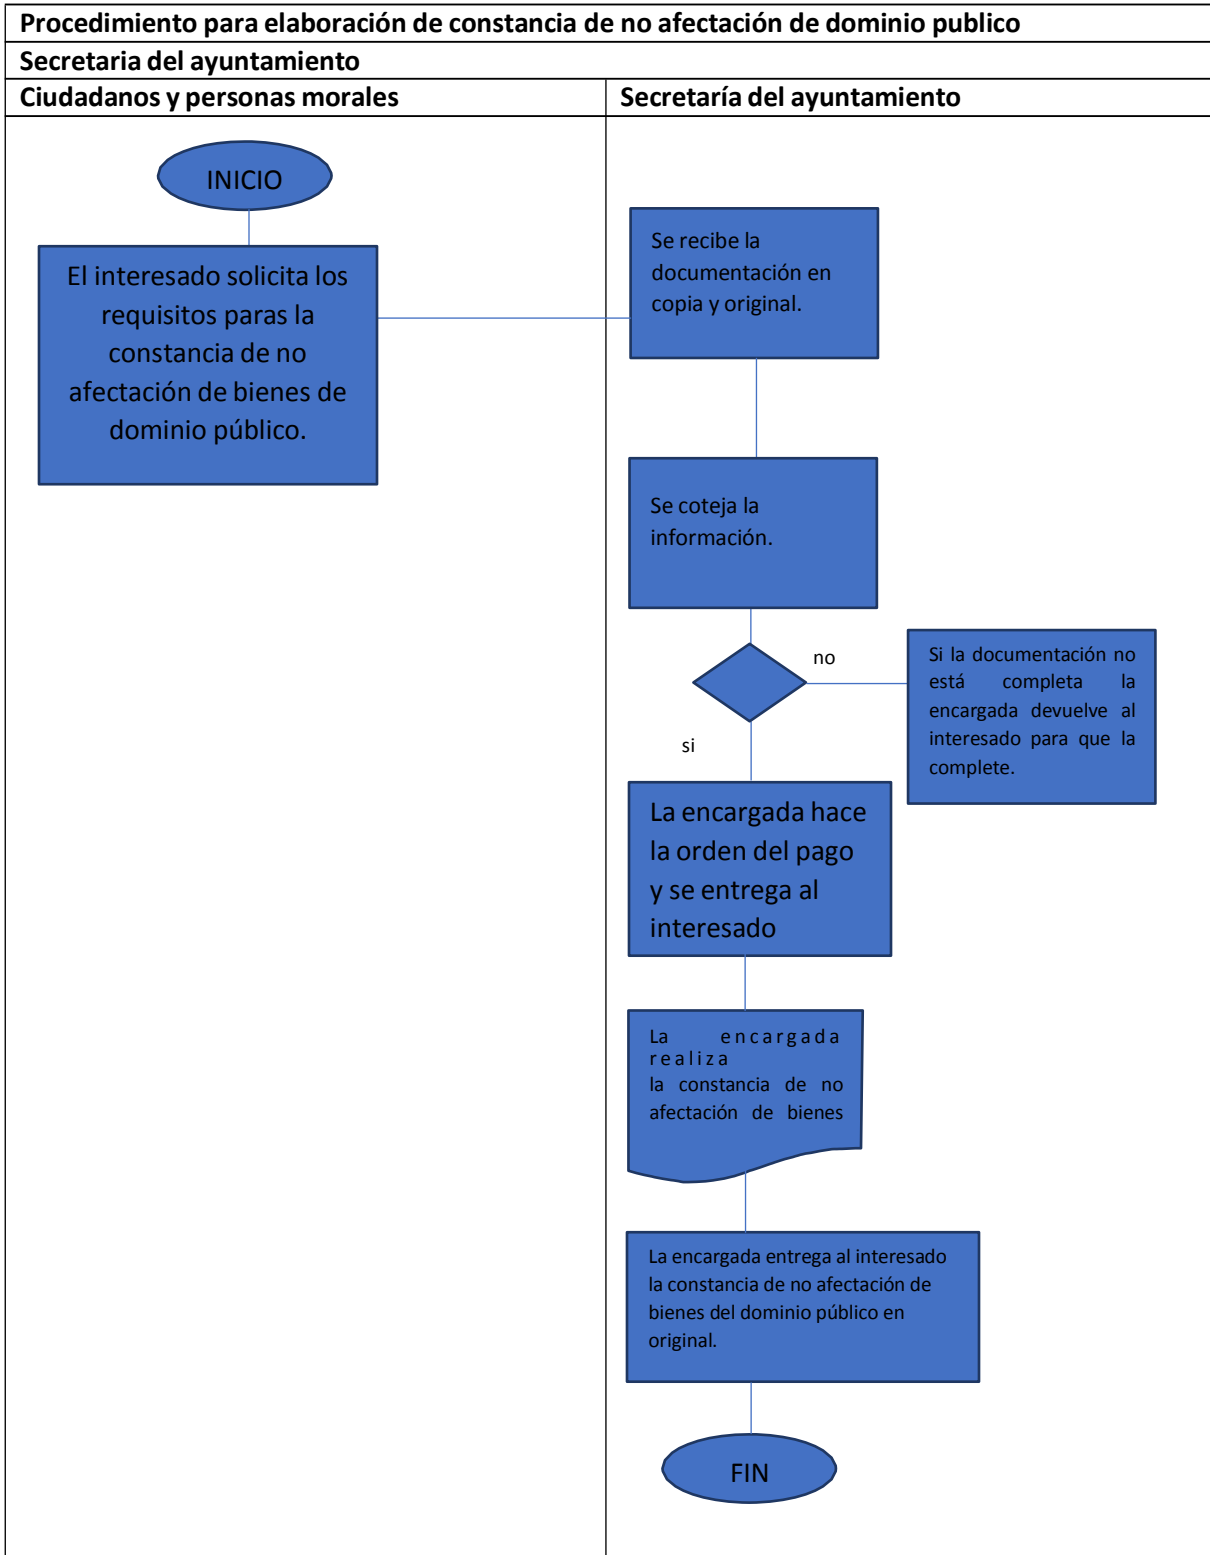 Procedimiento para elaboración de constancia de no afectación de dominio publico
Secretaria del ayuntamiento
Ciudadanos y personas morales
Secretaría del ayuntamiento
INICIO
El interesado solicita los
requisitos paras la
constancia de no
afectación de bienes de
dominio público.
Se recibe la
documentación en
copia y original.
Se coteja la
información.
no
Si la documentación no
está completa la
encargada devuelve al
interesado para que la
complete.
si
La encargada hace
la orden del pago
y se entrega al
interesado
La encargada
realiza
la constancia de no
afectación de bienes
La encargada entrega al interesado
la constancia de no afectación de
bienes del dominio público en
original.
FIN